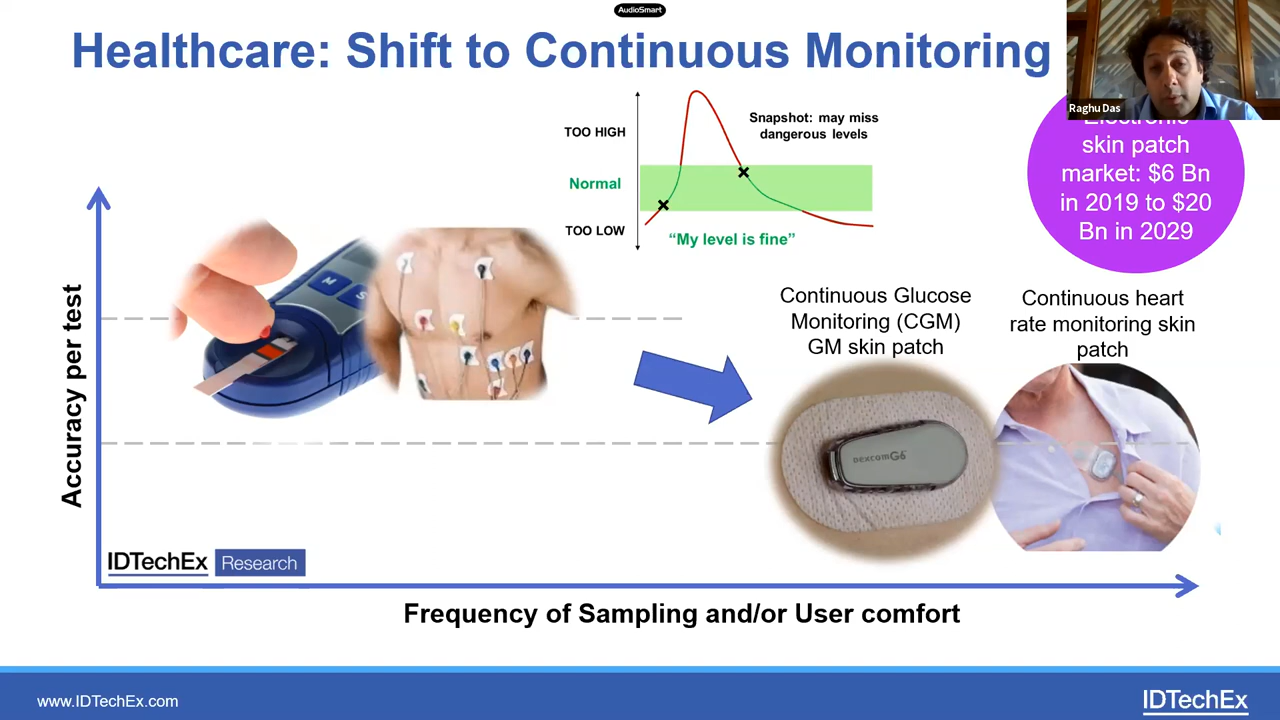 AudioSmart
Healthcare: Shift to Continuous Monitoring
Raghu Das
TOO HIGH
Normal
TOO LOW
Snapshot: may miss
dangerous levels
“My level is fine”
Electronic
skin patch
market: $6 Bn
in 2019 to $20
Bn in 2029
Accuracy per test
M
S
Continuous Glucose
Monitoring (CGM)
GM skin patch
Continuous heart
rate monitoring skin
patch
DexcomG6
IDTechEx Research
Frequency of Sampling and/or User comfort
www.IDTechEx.com
IDTechEx